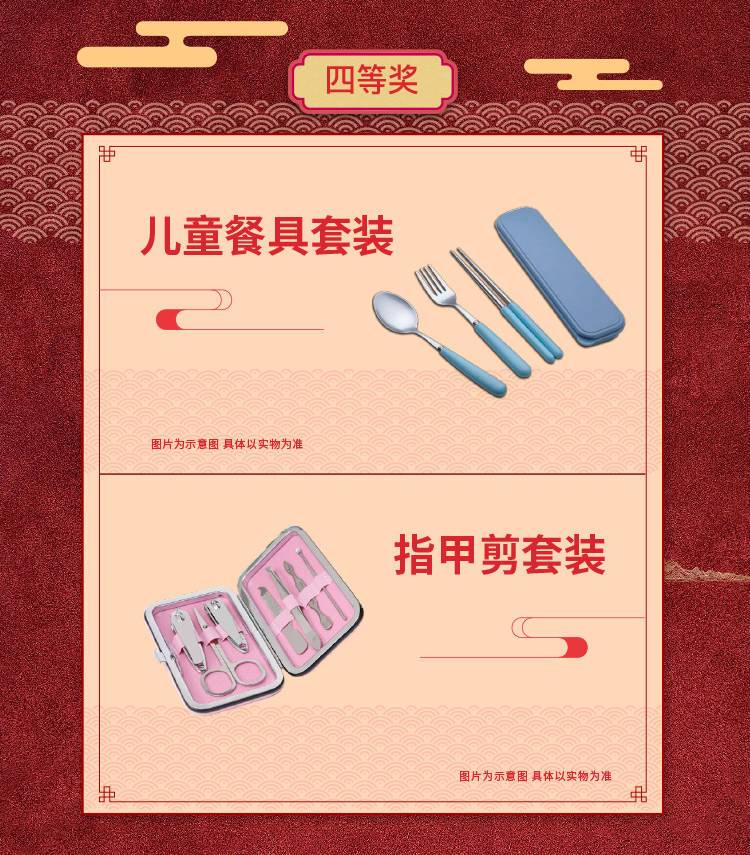 四等奖
儿童餐具套装
图片为示意图 具体以实物为准
指甲剪套装
图片为示意图 具体以实物为准